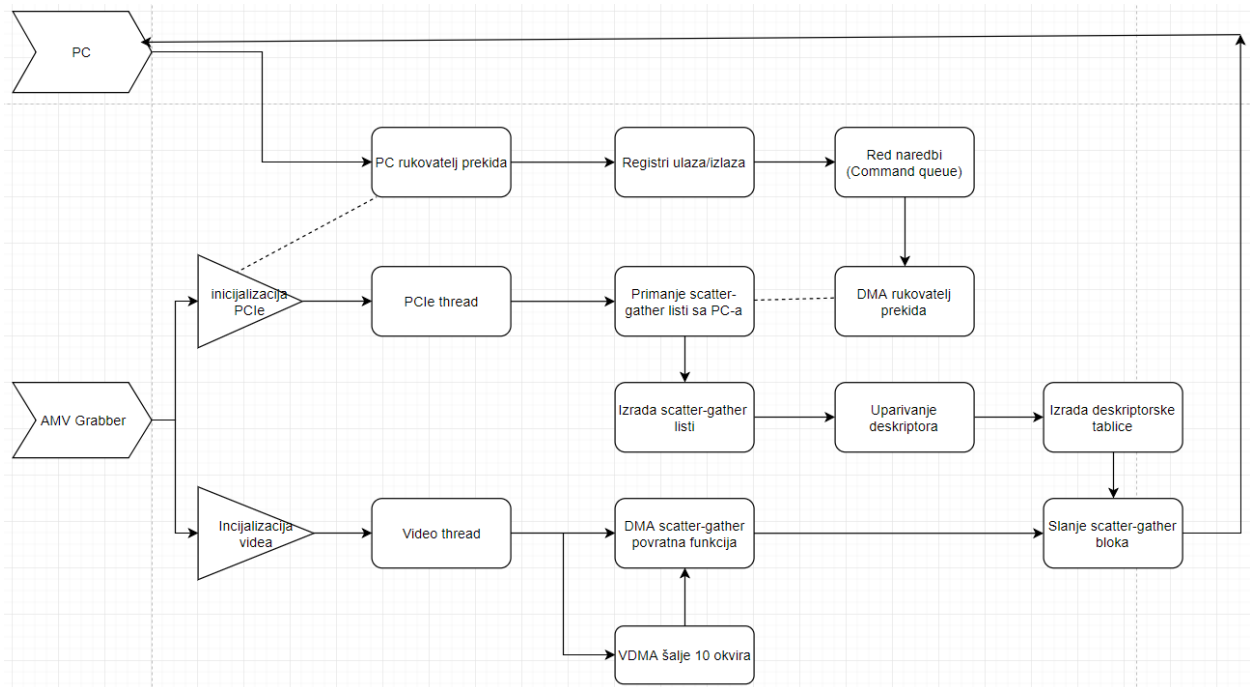 PC
PC rukovatelj prekida
Registri ulaza/izlaza
Red naredbi
(Command queue)
inicijalizacija
PCIe
PCIe thread
Primanje scatter-
gather listi sa PC-a
DMA rukovatelj
prekida
AMV Grabber
Izrada scatter-gather
listi
Uparivanje
deskriptora
Izrada deskriptorske
tablice
Incijalizacija
videa
Video thread
DMA scatter-gather
povratna funkcija
Slanje scatter-gather
bloka
VDMA šalje 10 okvira